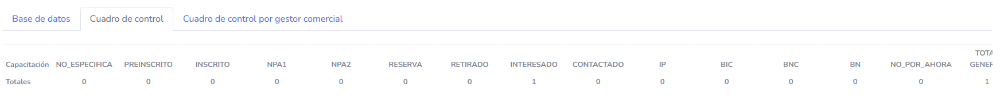 Base de datos Cuadro de control Cuadro de control por gestor comercial
Capacitación NO_ESPECIFICA PREINSCRITO INSCRITO NPA1 NPA2 RESERVA RETIRADO INTERESADO CONTACTADO IP BIC BNC BN NO_POR_AHORA TOTA GENER
Totales 0 0 0 0 0 0 0 1 0 0 0 0 0 0 1